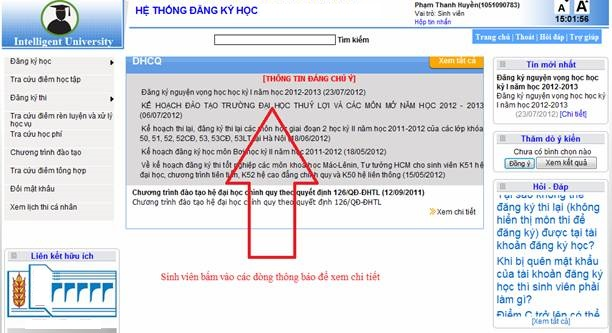 HỆ THỐNG ĐĂNG KÝ HỌC
Phạm Thanh Huyền(1051090783)
Vai trò: Sinh viên
Hộp tin nhắn
A A
15:01:56
Intelligent University
Tìm kiếm
Trang chủ | Thoát | Hỏi đáp | Trợ giúp
Đăng ký học
Tra cứu điểm học tập
Đăng ký thi
Tra cứu điểm rèn luyện và xử lý học vụ
Tra cứu học phí
Chương trình đào tạo
Tra cứu điểm tổng hợp
Đổi mật khẩu
Xem lịch thi cá nhân
Liên kết hữu ích
DHCQ
Xem tất cả
[THÔNG TIN ĐÁNG CHÚ Ý]
Đăng ký nguyện vọng học học kỳ I năm học 2012-2013 (23/07/2012)
KẾ HOẠCH ĐÀO TẠO TRƯỜNG ĐẠI HỌC THUỶ LỢI VÀ CÁC MÔN MỞ NĂM HỌC 2012 - 2013
(06/07/2012)
Kế hoạch thi lại, đăng ký thi lại các môn học giai đoạn 2 học kỳ II năm học 2011-2012 của các lớp khóa
50, 51, 52, 52CĐ, 53, 53CĐ, 53LT tại Hà Nội (18/06/2012)
Kế hoạch đăng ký học môn Bơi học kỳ II năm học 2011-2012 (18/05/2012)
Về kế hoạch đăng ký thi tốt nghiệp các môn khoa học Mác-Lênin, Tư tưởng HCM cho sinh viên K51 hệ
đại học, chương trình tiên tiến, K52 hệ cao đẳng chính quy và K50 hệ liên thông (15/05/2012)
Chương trình đào tạo hệ đại học chính quy theo quyết định 126/QĐ-ĐHTL (12/09/2011)
Chương trình đào tạo hệ đại học chính quy theo quyết định 126/QĐ-ĐHTL
Xem chi tiết
Sinh viên bấm vào các dòng thông báo để xem chi tiết
Tin mới nhất
Đăng ký nguyện vọng học học
kỳ I năm học 2012-2013
Đăng ký nguyện vọng học học kỳ
I năm học 2012-2013
(23/07/2012) [Chi tiết]
Thăm dò ý kiến
Chưa có bình chọn nào
Đồng ý Xem kết quả
Hỏi - Đáp
Tại sao không thể
đăng ký thi lại (không
hiển thị môn thi để
đăng ký) được tại tài
khoản đăng ký học?
Khi bị quên mật khẩu
của tài khoản đăng ký
học thì sinh viên phải
làm gì?
Điểm C trở lên có thể
[Xem tất cả]